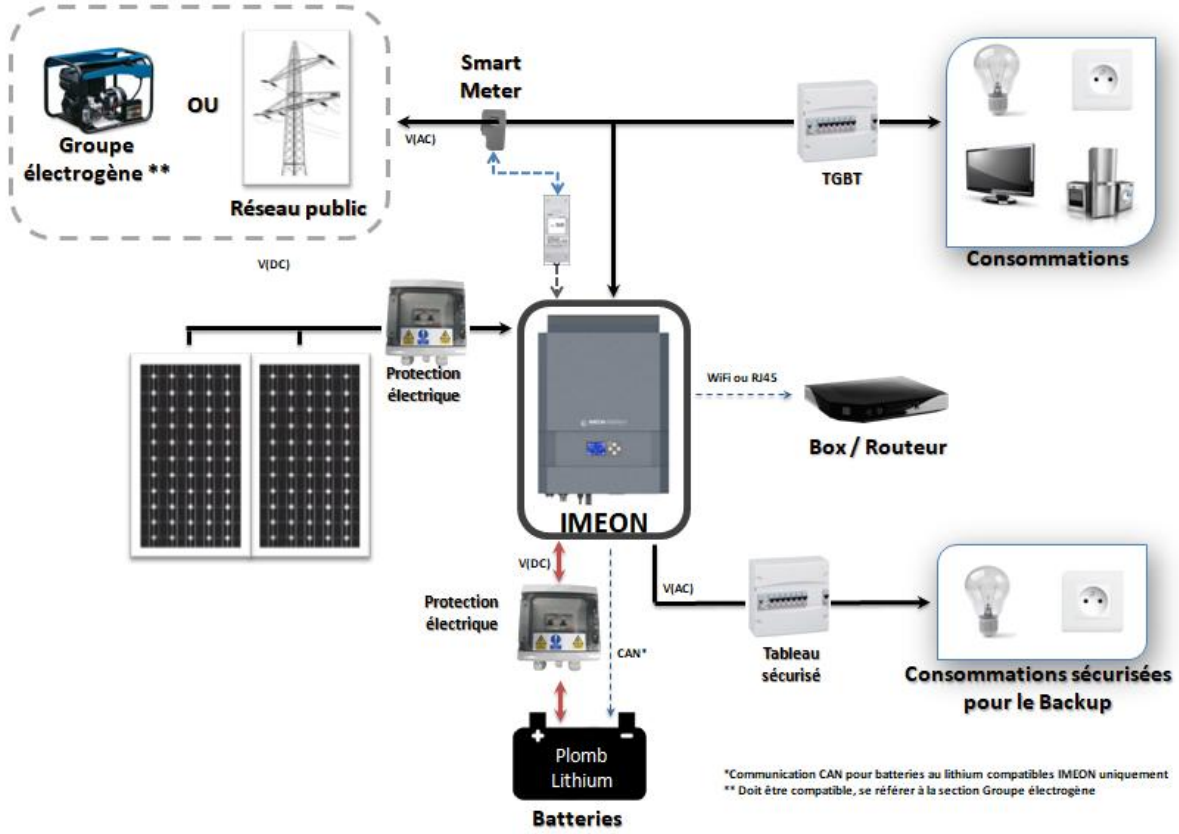 Smart
Meter
OU
Groupe
électrogène **
Réseau public
V(AC)
TGBT
Consommations
V(DC)
Protection
électrique
WiFi ou RJ45
Box / Routeur
IMEON
V(DC)
Protection
électrique
CAN*
V(AC)
Tableau
sécurisé
Consommations sécurisées
pour le Backup
+
-
Plomb
Lithium
Batteries
*Communication CAN pour batteries au lithium compatibles IMEON uniquement
** Doit être compatible, se référer à la section Groupe électrogène